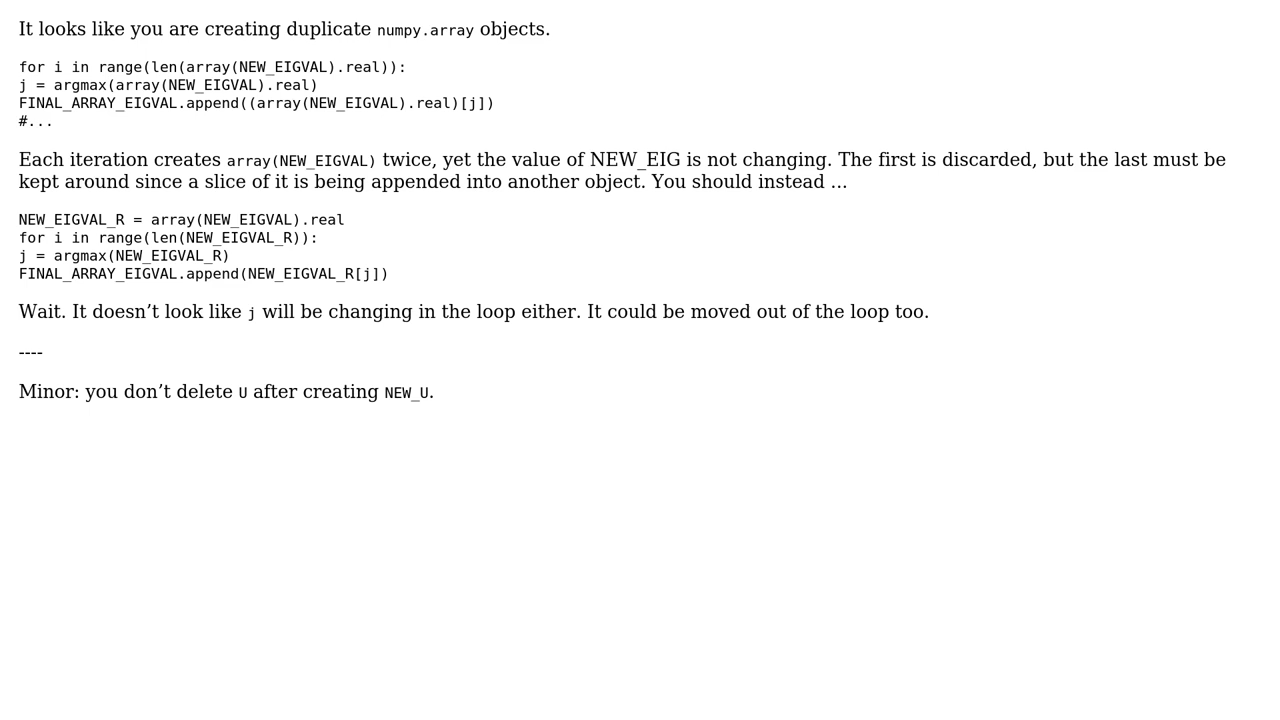 It looks like you are creating duplicate numpy.array objects.
for i in range(len(array(NEW_EIGVAL).real)):
j = argmax(array(NEW_EIGVAL).real)
FINAL_ARRAY_EIGVAL.append((array(NEW_EIGVAL).real)[j])
#...
Each iteration creates array(NEW_EIGVAL) twice, yet the value of NEW_EIG is not changing. The first is discarded, but the last must be
kept around since a slice of it is being appended into another object. You should instead ...
NEW_EIGVAL_R = array(NEW_EIGVAL).real
for i in range(len(NEW_EIGVAL_R)):
j = argmax(NEW_EIGVAL_R)
FINAL_ARRAY_EIGVAL.append(NEW_EIGVAL_R[j])
Wait. It doesn’t look like j will be changing in the loop either. It could be moved out of the loop too.
----
Minor: you don’t delete U after creating NEW_U.